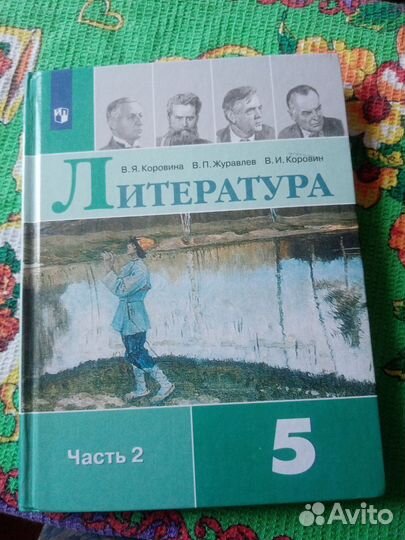 В.Я.Коровина В.П.Журавлев В.И.Коровин
ЛИТЕРАТУРА
Часть 2
5
Avito